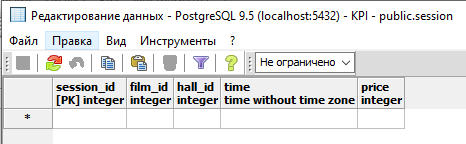 Редактирование данных - PostgreSQL 9.5 (localhost:5432) - KPI - public.session
Файл Правка Вид Инструменты ?
Не ограничено
session_id film_id hall_id time price
[PK] integer integer integer time without time zone integer
*